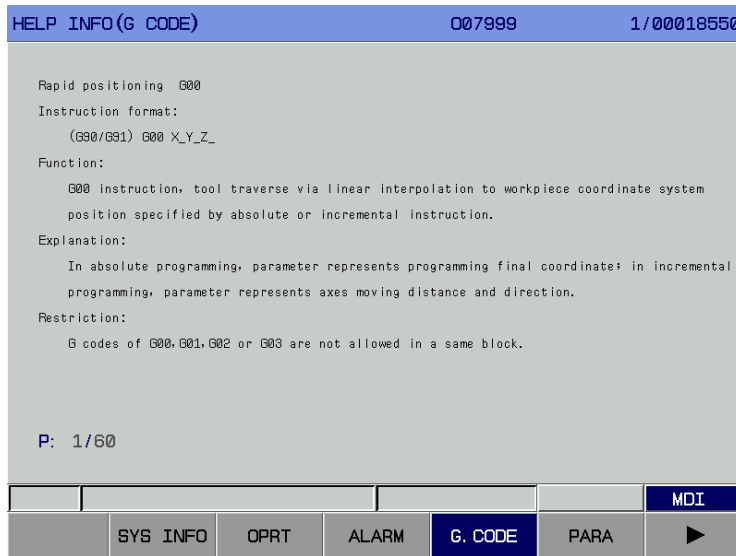 HELP INFO(G CODE) O07999 1/00018550
Rapid positioning G00
Instruction format:
(G90/G91) G00 X_Y_Z_
Function:
G00 instruction, tool traverse via linear interpolation to workpiece coordinate system
position specified by absolute or incremental instruction.
Explanation:
In absolute programming, parameter represents programming final coordinate; in incremental
programming, parameter represents axes moving distance and direction.
Restriction:
G codes of G00,G01,G02 or G03 are not allowed in a same block.
P: 1/60
MDI
SYS INFO OPRT ALARM G. CODE PARA ▶